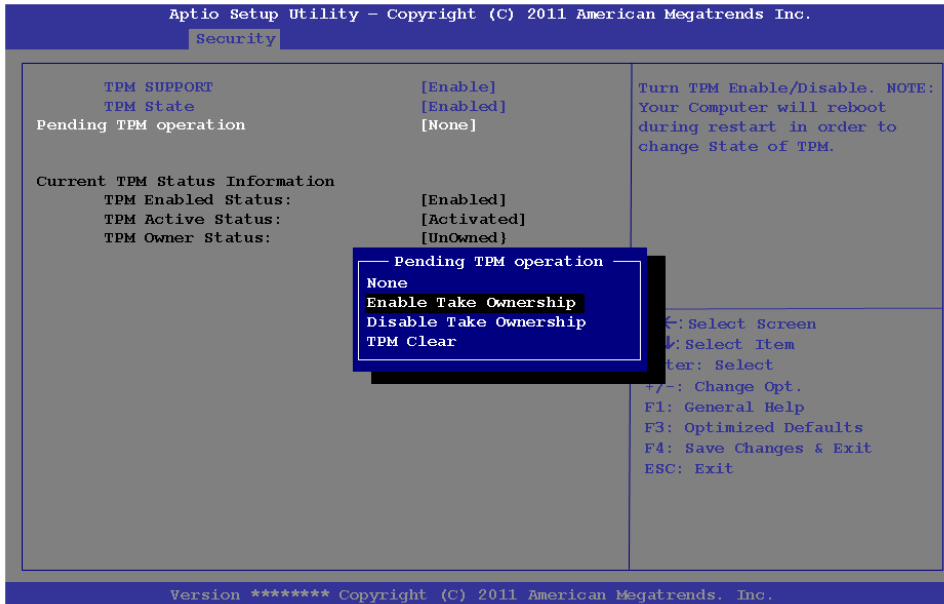 Aptio Setup Utility – Copyright (C) 2011 American Megatrends Inc.
Security
TPM SUPPORT [Enable]
TPM State [Enabled]
Pending TPM operation [None]
Current TPM Status Information
TPM Enabled Status: [Enabled]
TPM Active Status: [Activated]
TPM Owner Status: [UnOwned}
Pending TPM operation
None
Enable Take Ownership
Disable Take Ownership
TPM Clear
Turn TPM Enable/Disable. NOTE:
Your Computer will reboot
during restart in order to
change State of TPM.
←:Select Screen
↓:Select Item
ter: Select
+/-: Change Opt.
F1: General Help
F3: Optimized Defaults
F4: Save Changes & Exit
ESC: Exit
Version ******** Copyright (C) 2011 American Megatrends. Inc.